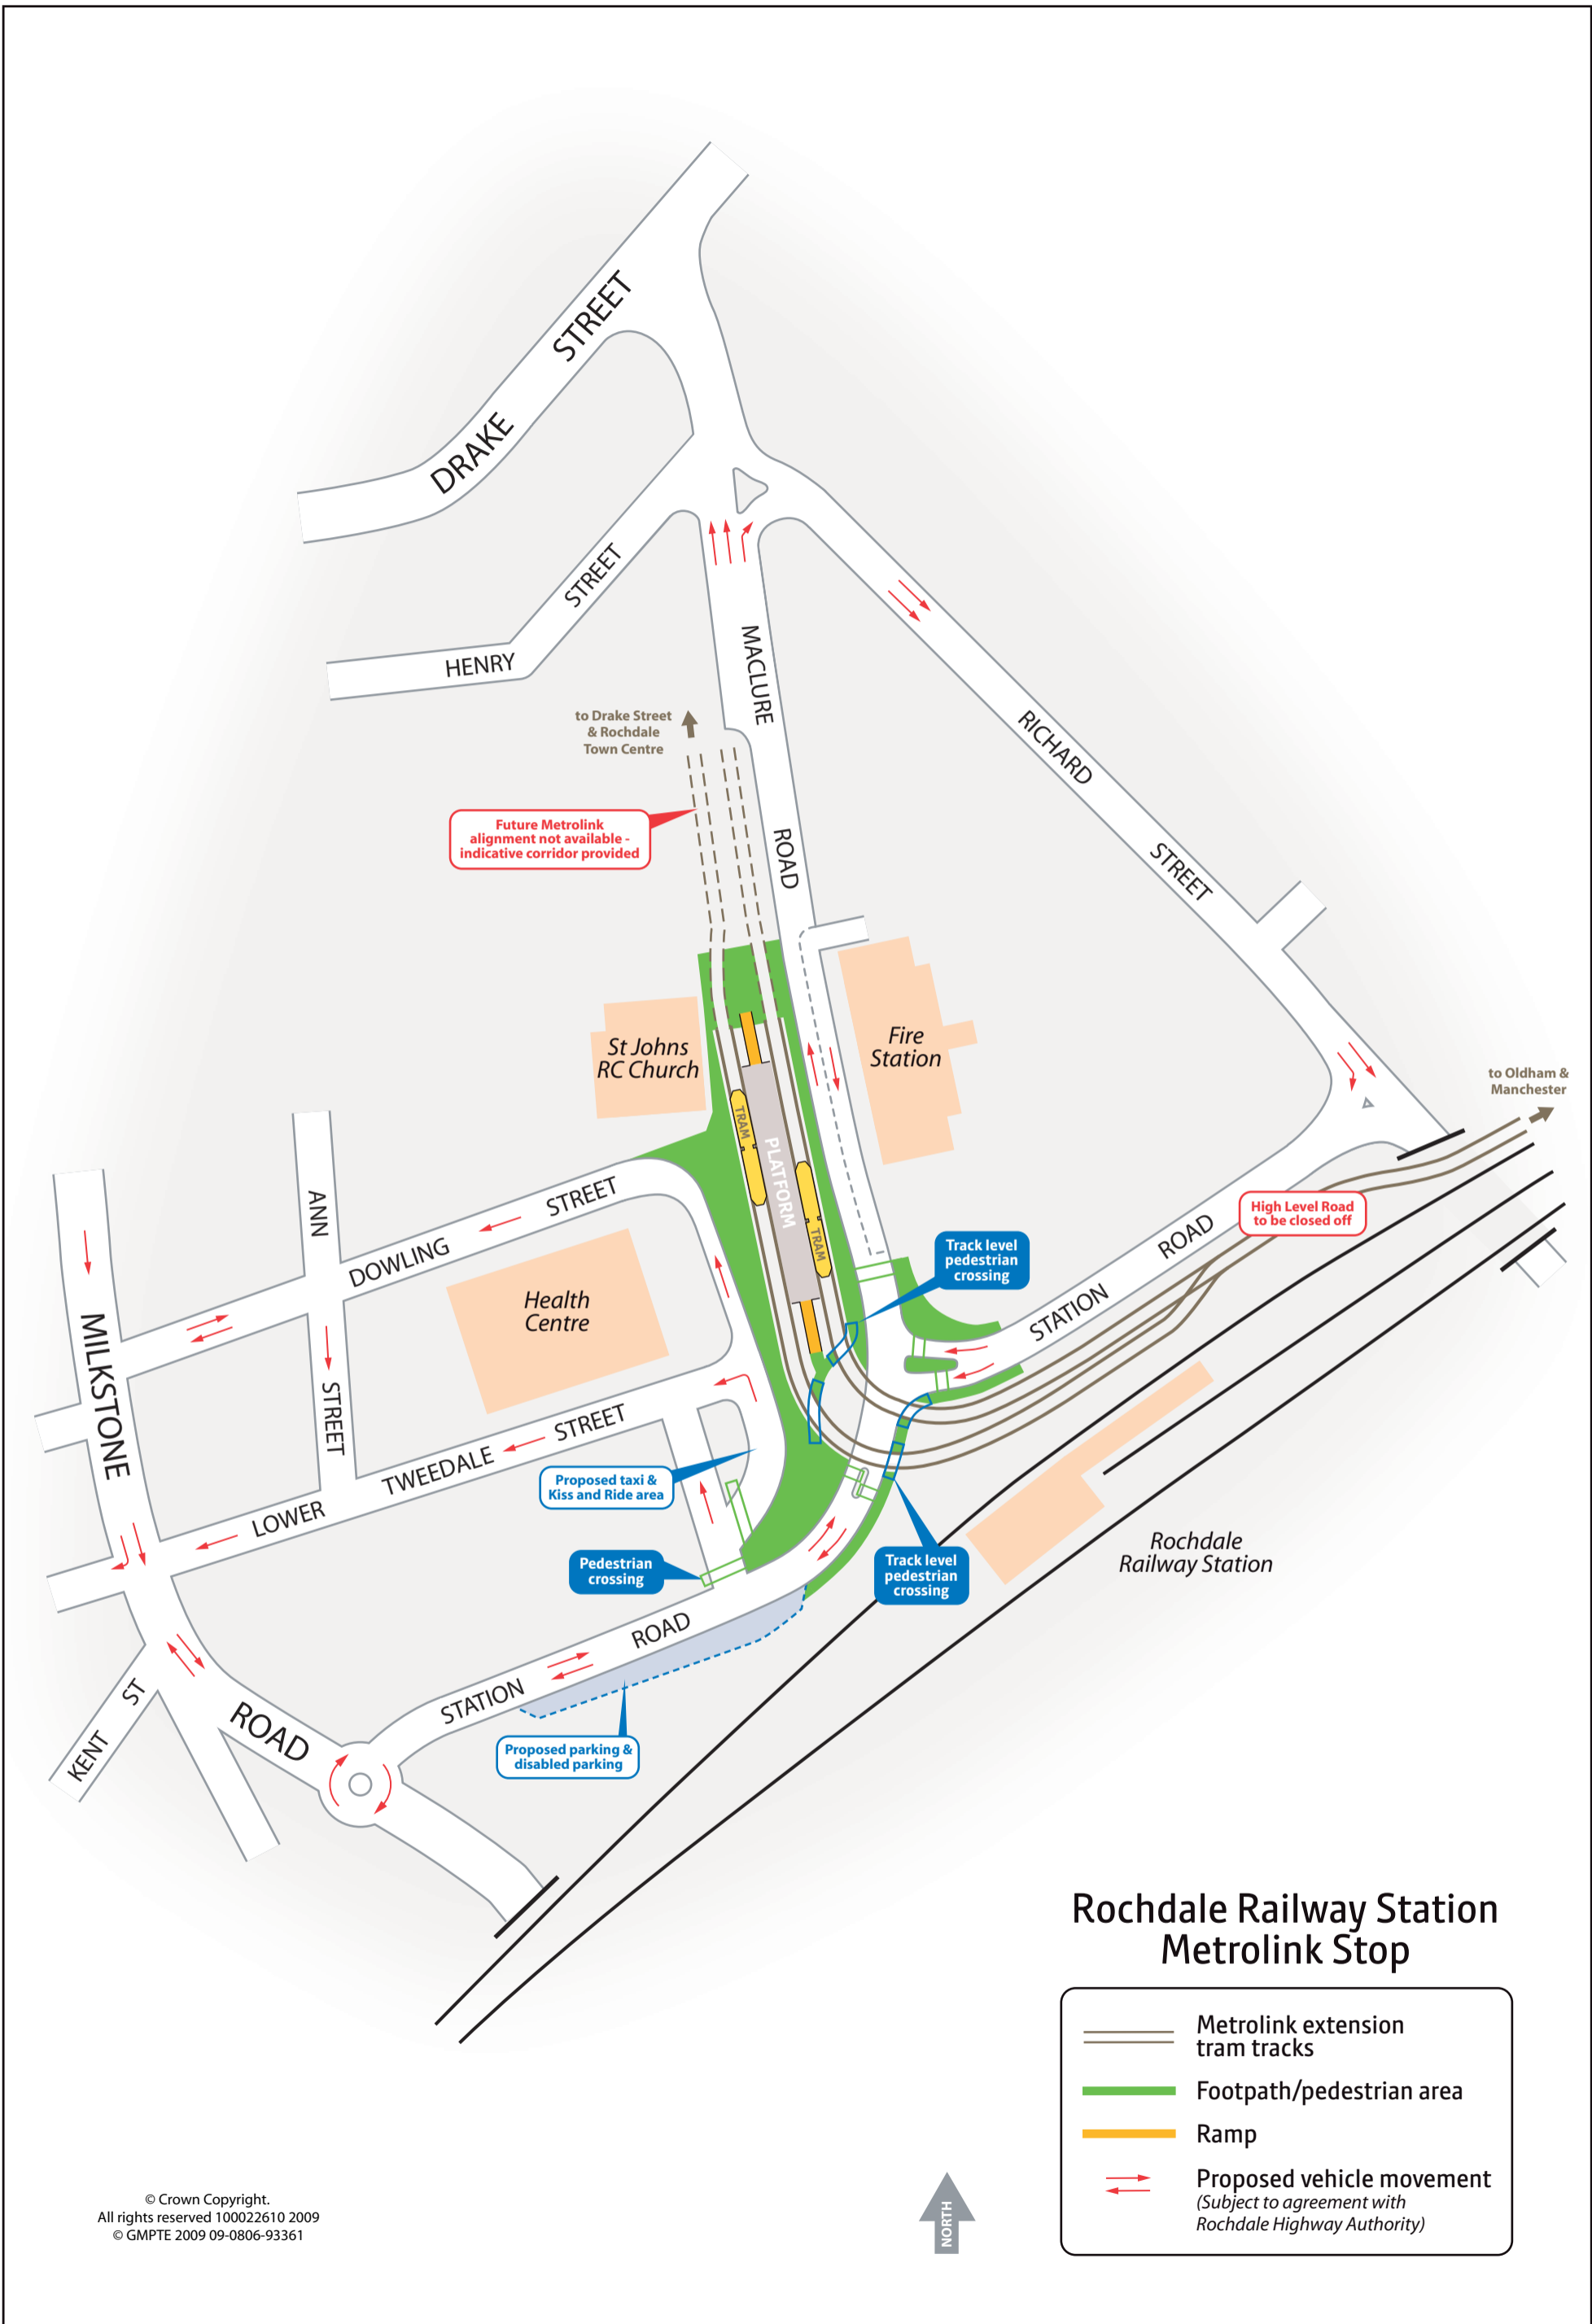 DRAKE
STREET
HENRY
STREET
MACLURE
ROAD
RICHARD
STREET
to Drake Street
& Rochdale
Town Centre
Future Metrolink
alignment not available -
indicative corridor provided
St Johns
RC Church
Fire
Station
to Oldham &
Manchester
TRAM
PLATFORM
TRAM
ANN
STREET
DOWLING
STREET
High Level Road
to be closed off
Track level
pedestrian
crossing
STATION
ROAD
Health
Centre
MILKSTONE
ROAD
LOWER
TWEEDALE
STREET
Proposed taxi &
Kiss and Ride area
Pedestrian
crossing
Track level
pedestrian
crossing
Rochdale
Railway Station
STATION
ROAD
KENT
ST
Proposed parking &
disabled parking
Rochdale Railway Station
Metrolink Stop
Metrolink extension
tram tracks
Footpath/pedestrian area
Ramp
Proposed vehicle movement
(Subject to agreement with
Rochdale Highway Authority)
NORTH
© Crown Copyright.
All rights reserved 100022610 2009
© GMPTE 2009 09-0806-93361